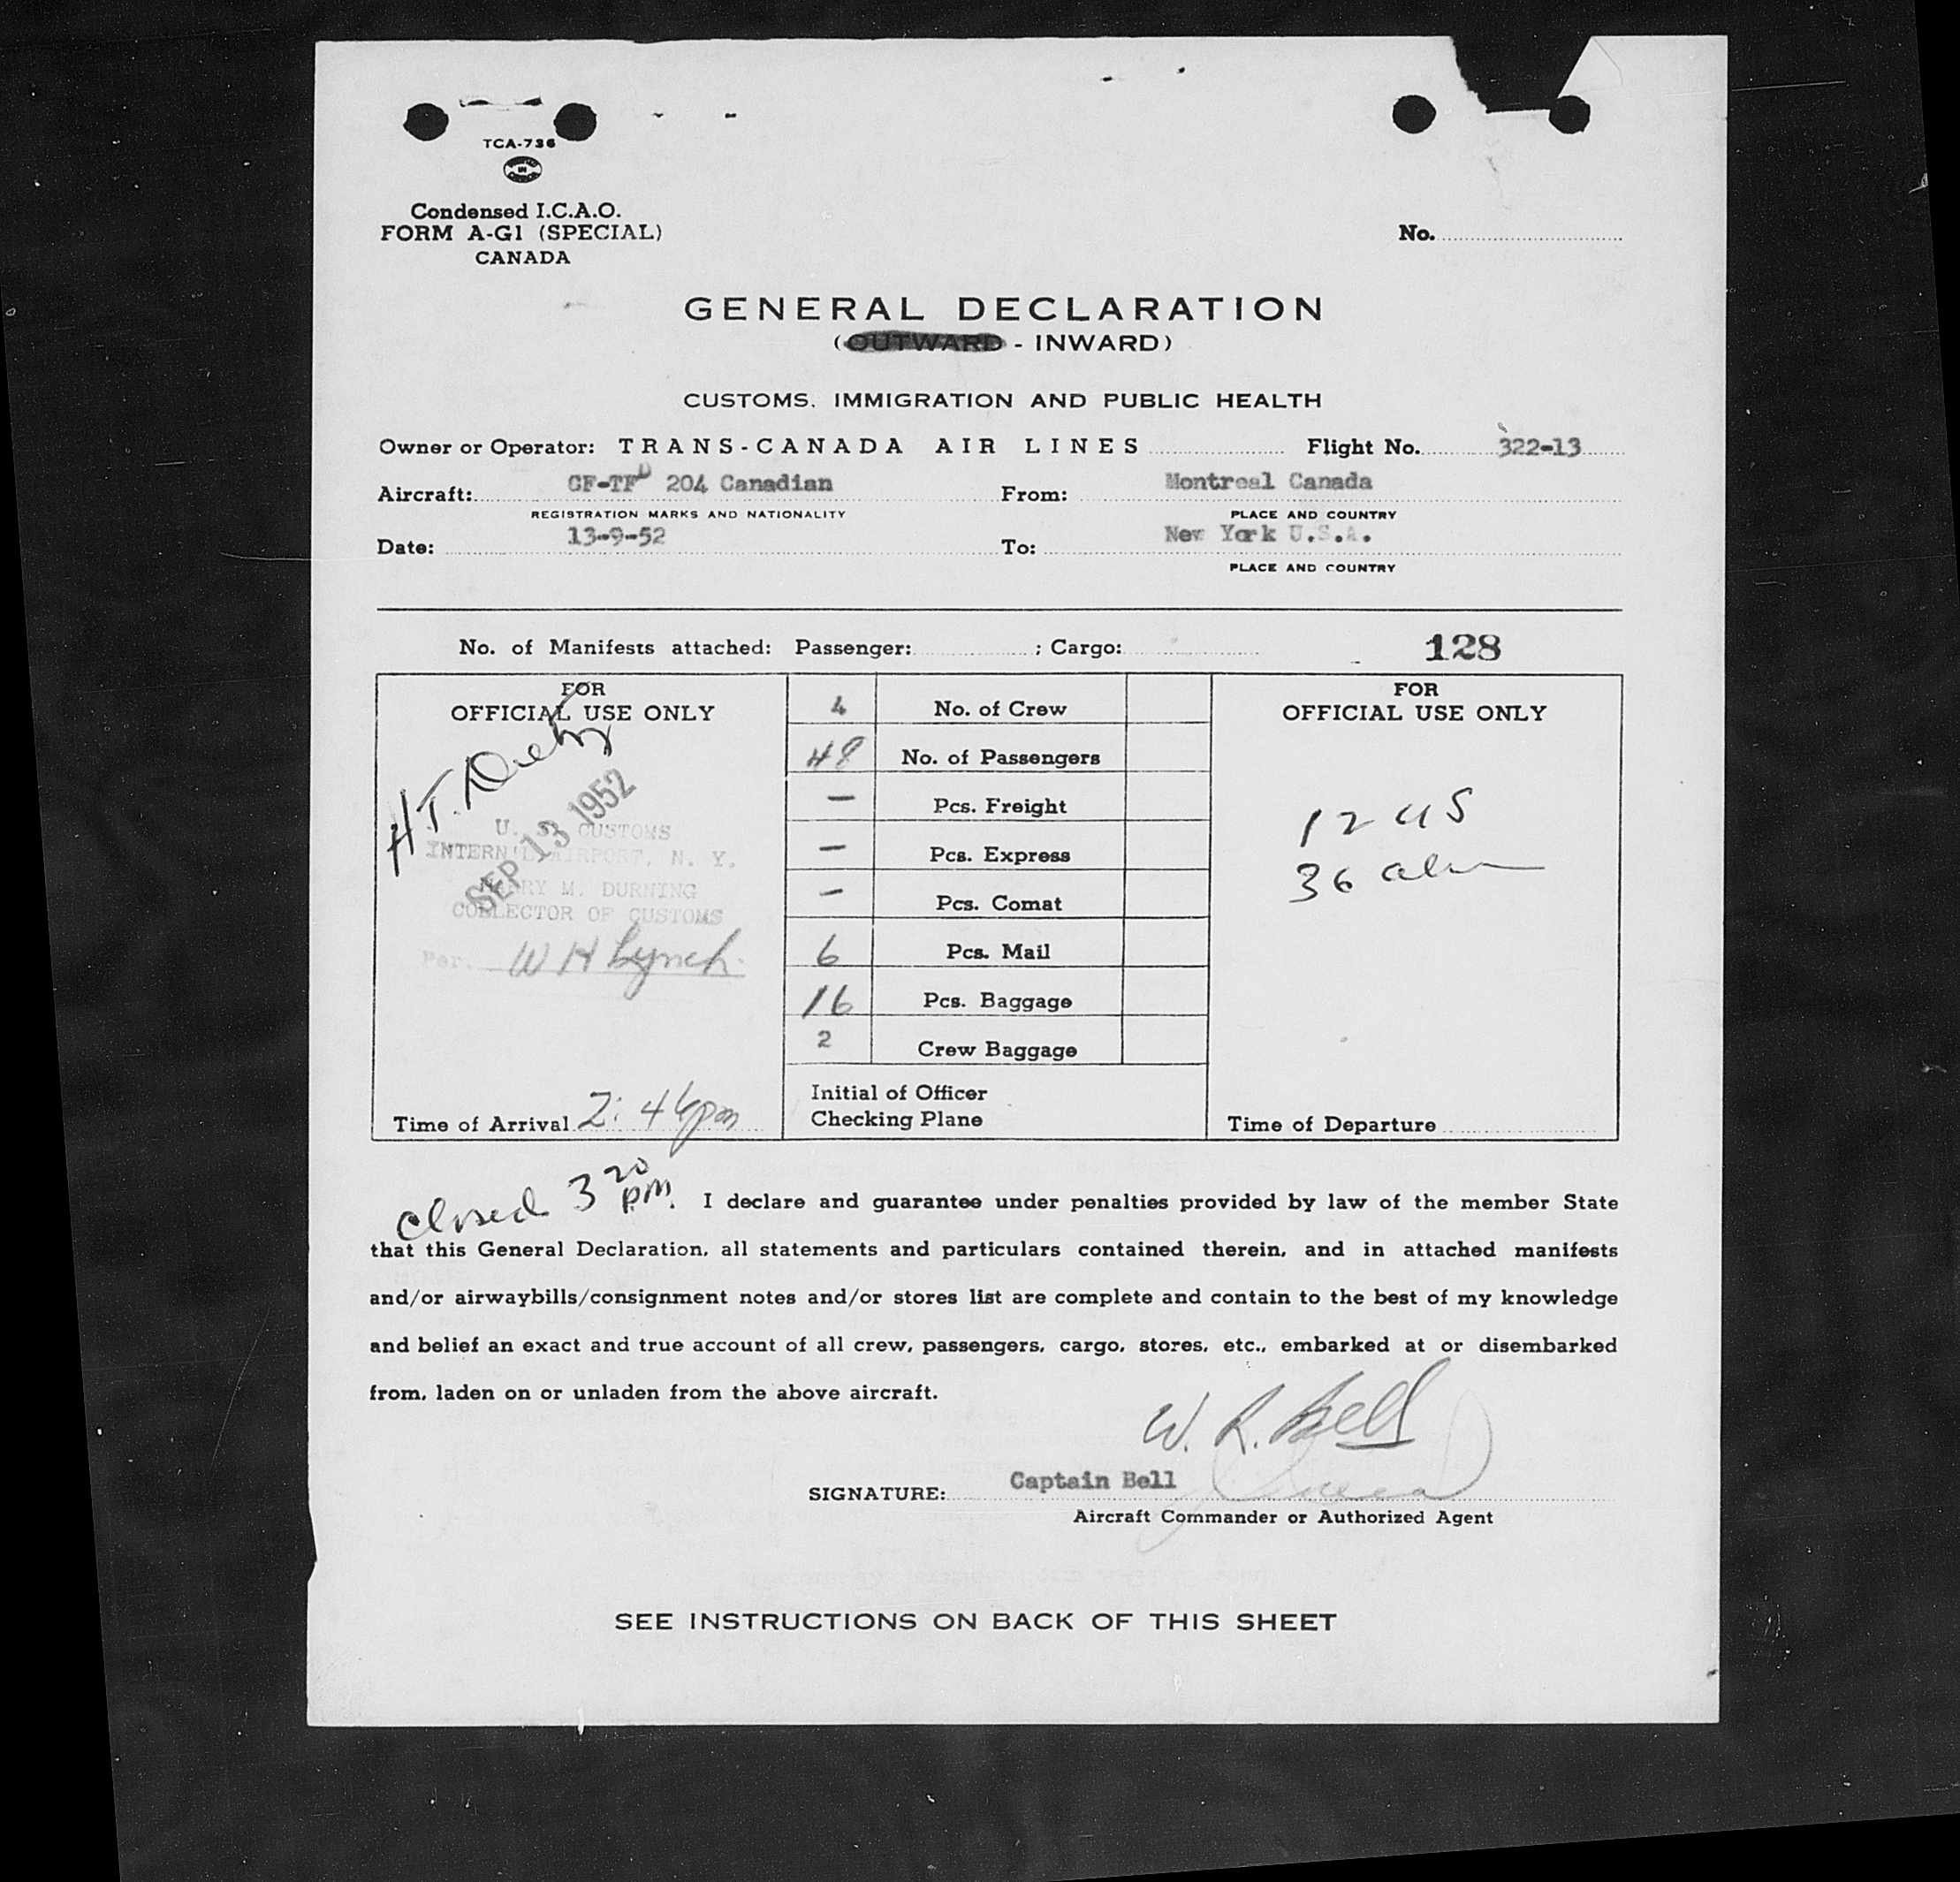 TCA-736
Condensed I.C.A.O.
FORM A-G1 (SPECIAL)
CANADA
No.
GENERAL DECLARATION
(OUTWARD - INWARD)
CUSTOMS, IMMIGRATION AND PUBLIC HEALTH
Owner or Operator: TRANS-CANADA AIR LINES Flight No. 322-13
Aircraft: CF-TFD 204 Canadian From: Montreal Canada
REGISTRATION MARKS AND NATIONALITY PLACE AND COUNTRY
Date: 13-9-52 To: New York U.S.A.
PLACE AND COUNTRY
No. of Manifests attached: Passenger: ; Cargo: 128
FOR
OFFICIAL USE ONLY
H.T.
SEP 13 1952
U. S. CUSTOMS
INTERN'L AIRPORT, N. Y.
HARRY M. DURNING
COLLECTOR OF CUSTOMS
Per. W H Lynch
Time of Arrival 2:46pm
4 No. of Crew
48 No. of Passengers
— Pcs. Freight
— Pcs. Express
— Pcs. Comat
6 Pcs. Mail
16 Pcs. Baggage
2 Crew Baggage
Initial of Officer
Checking Plane
FOR
OFFICIAL USE ONLY
12 US
36
Time of Departure
closed 3 20 pm. I declare and guarantee under penalties provided by law of the member State
that this General Declaration, all statements and particulars contained therein, and in attached manifests
and/or airwaybills/consignment notes and/or stores list are complete and contain to the best of my knowledge
and belief an exact and true account of all crew, passengers, cargo, stores, etc., embarked at or disembarked
from, laden on or unladen from the above aircraft.
W. R. Bell
SIGNATURE: Captain Bell
Aircraft Commander or Authorized Agent
SEE INSTRUCTIONS ON BACK OF THIS SHEET